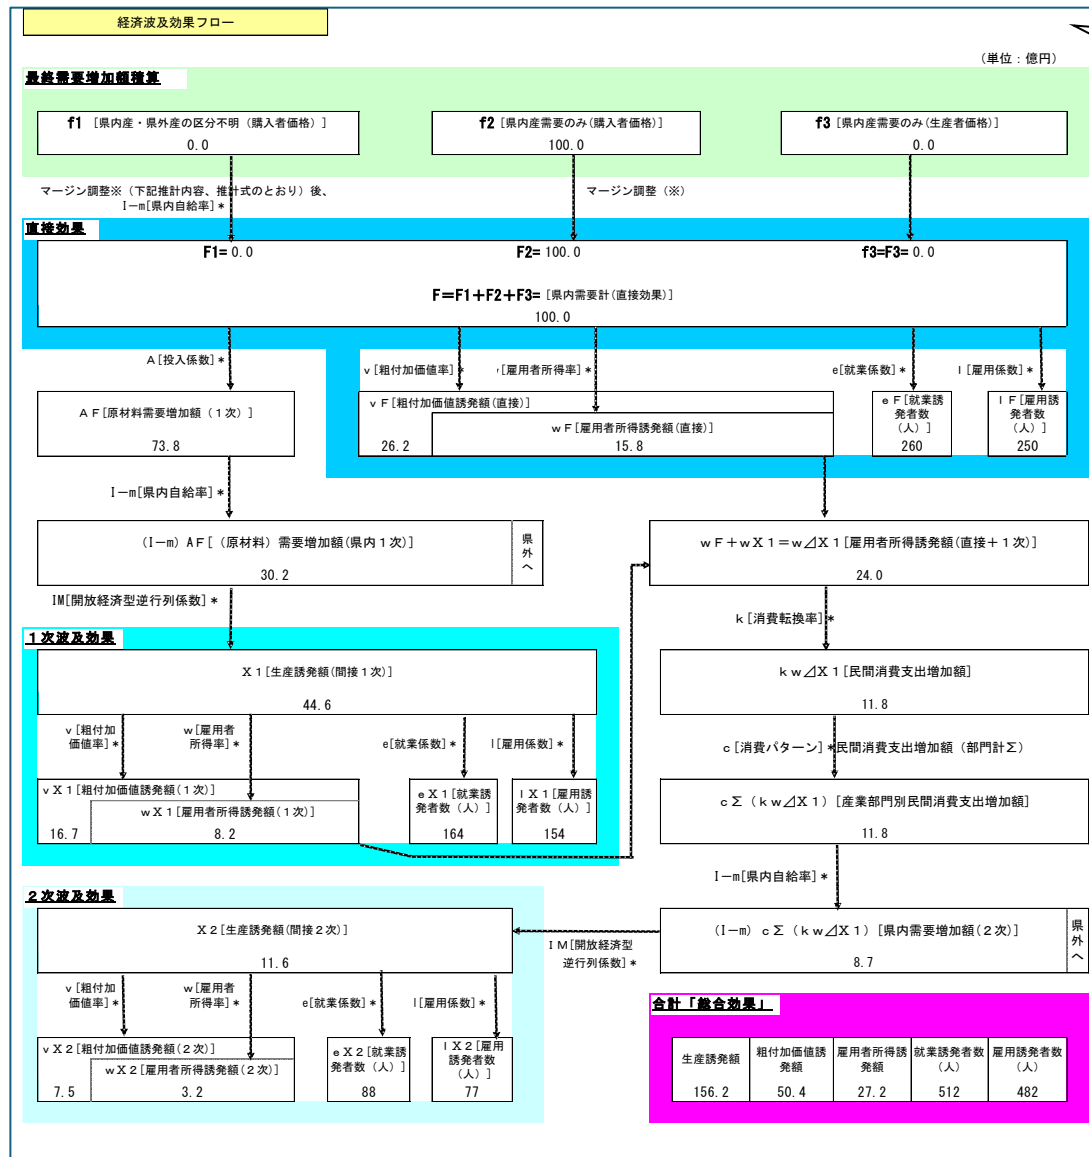 経済波及効果フロー
（単位：億円）
最終需要増加額積算
f1 [県内産・県外産の区分不明（購入者価格）]
0.0
f2 [県内産需要のみ(購入者価格)]
100.0
f3 [県内産需要のみ(生産者価格)]
0.0
マージン調整※（下記推計内容、推計式のとおり）後、
I－m[県内自給率]＊
マージン調整（※）
直接効果
F1= 0.0
F2= 100.0
f3=F3= 0.0
F＝F1+F2+F3= [県内需要計(直接効果)]
100.0
A[投入係数]＊
v[粗付加価値率]＊
[雇用者所得率]＊
e[就業係数]＊
l[雇用係数]＊
AF[原材料需要増加額（1次）]
73.8
vF[粗付加価値誘発額(直接)]
26.2
wF[雇用者所得誘発額(直接)]
15.8
eF[就業誘
発者数
（人）]
260
lF[雇用誘
発者数
（人）]
250
I－m[県内自給率]＊
(I－m) AF[（原材料）需要増加額(県内1次)]
30.2
県外へ
wF＋wX1＝w⊿X1[雇用者所得誘発額(直接＋1次)]
24.0
IM[開放経済型逆行列係数]＊
k[消費転換率]＊
1次波及効果
X1[生産誘発額(間接1次)]
44.6
kw⊿X1[民間消費支出増加額]
11.8
v[粗付加
価値率]＊
w[雇用者
所得率]＊
e[就業係数]＊
l[雇用係数]＊
c[消費パターン]＊民間消費支出増加額（部門計Σ）
vX1[粗付加価値誘発額(1次)]
16.7
wX1[雇用者所得誘発額(1次)]
8.2
eX1[就業誘
発者数（人）]
164
lX1[雇用誘
発者数（人）]
154
cΣ（kw⊿X1）[産業部門別民間消費支出増加額]
11.8
I－m[県内自給率]＊
2次波及効果
X2[生産誘発額(間接2次)]
11.6
IM[開放経済型
逆行列係数]＊
(I－m) cΣ（kw⊿X1）[県内需要増加額(2次)]
8.7
県外へ
v[粗付加
価値率]＊
w[雇用者
所得率]＊
e[就業係数]＊
l[雇用係数]＊
vX2[粗付加価値誘発額(2次)]
7.5
wX2[雇用者所得誘発額(2次)]
3.2
eX2[就業誘
発者数（人）]
88
lX2[雇用
誘発者数
（人）]
77
合計「総合効果」
生産誘発額
粗付加価値誘
発額
雇用者所得誘
発額
就業誘発者数
（人）
雇用誘発者数
（人）
156.2 50.4 27.2 512 482